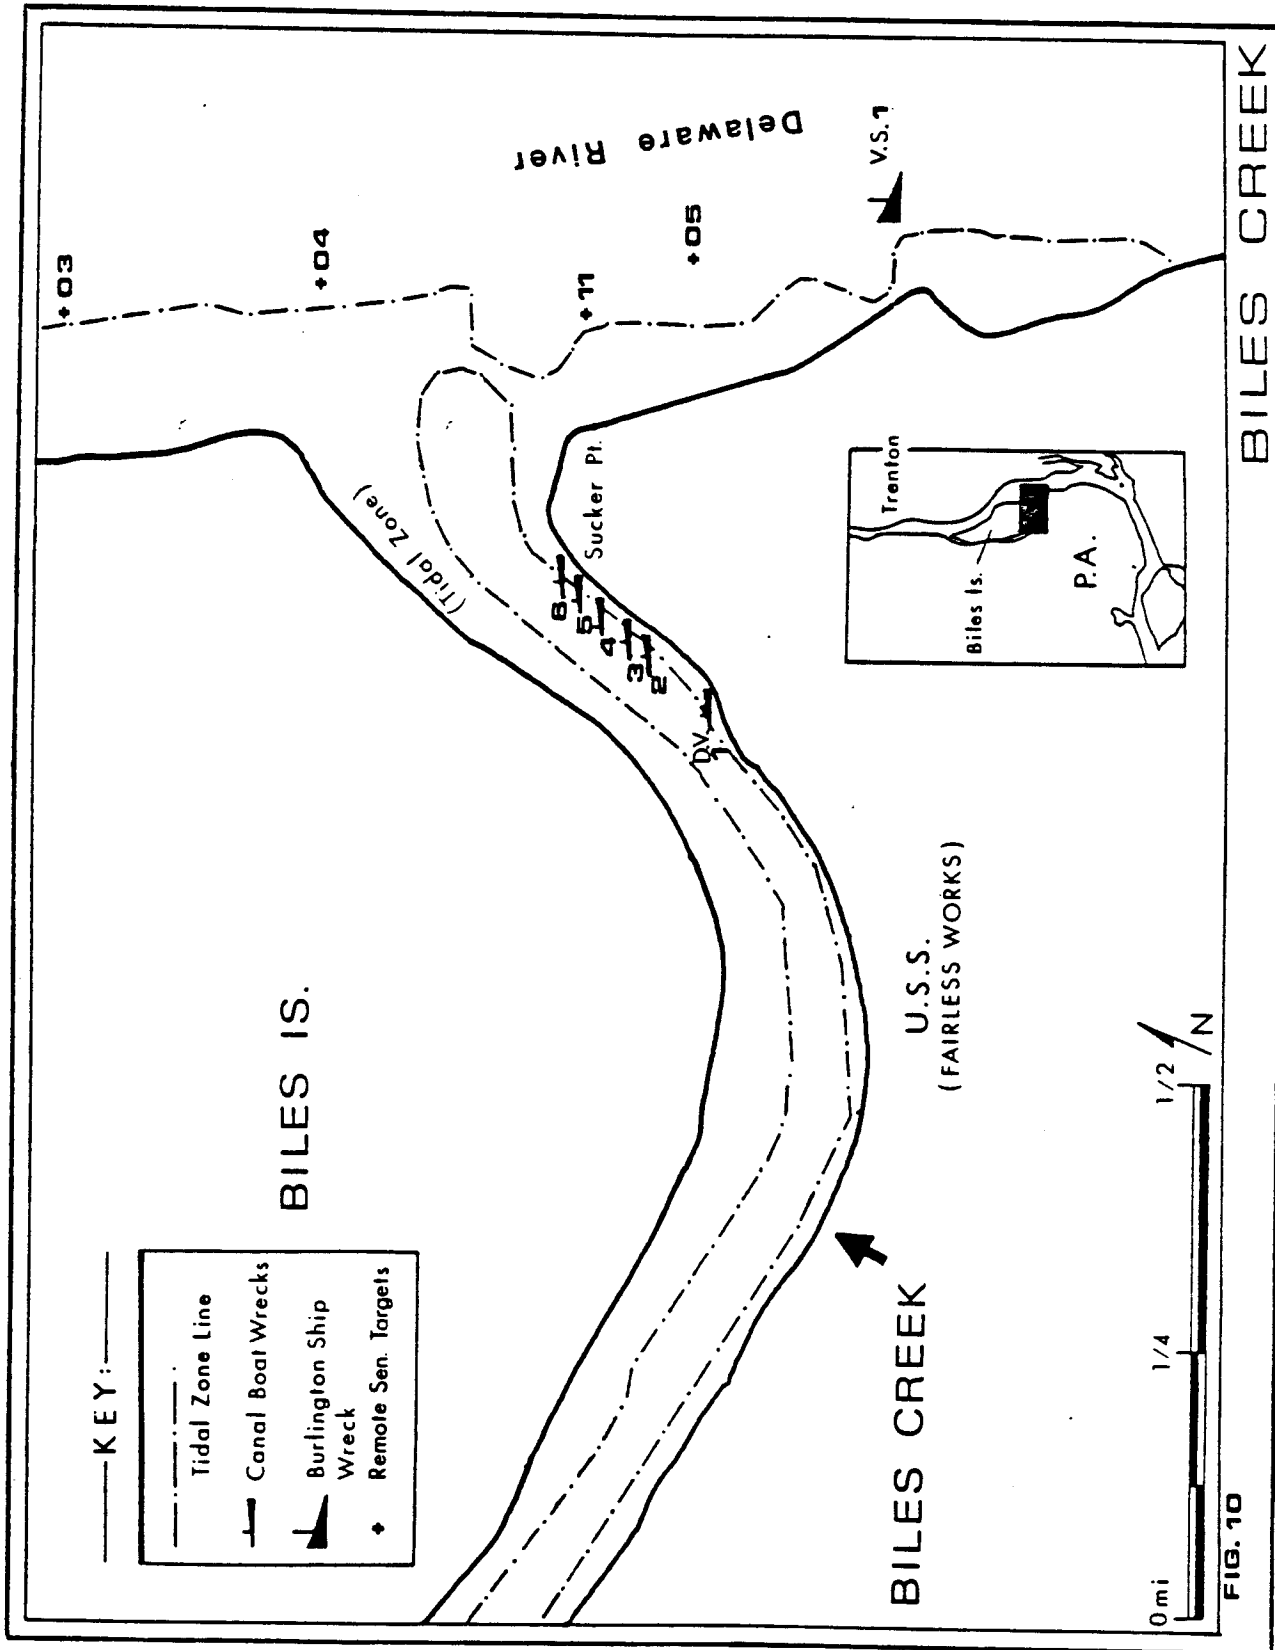 KEY:
Tidal Zone Line
Canal Boat Wrecks
Burlington Ship
Wreck
Remote Sen. Targets
BILES IS.
(Tidal Zone)
+03
+04
+11
+05
Delaware River
V.S.1
Sucker Pt.
6
5
4
3
2
D.V.
1
U.S.S.
(FAIRLESS WORKS)
BILES CREEK
Trenton
Biles Is.
P.A.
0 mi
1/4
1/2
N
FIG. 10
BILES CREEK